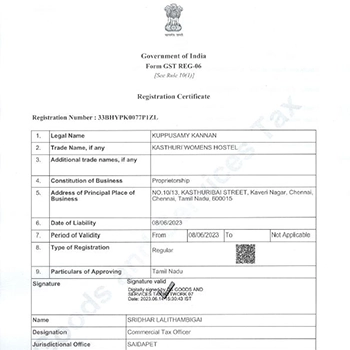 Government of India
Form GST REG-06
[See Rule 10(1)]
Registration Certificate
Registration Number : 33BHVPK0077P1ZL
1. Legal Name KUPPUSAMY KANNAN
2. Trade Name, if any KASTHURI WOMENS HOSTEL
3. Additional trade names, if any
4. Constitution of Business Proprietorship
5. Address of Principal Place of Business NO.10/13, KASTHURIBAI STREET, Kaveri Nagar, Chennai, Chennai, Tamil Nadu, 600015
6. Date of Liability 08/06/2023
7. Period of Validity From 08/06/2023 To Not Applicable
8. Type of Registration Regular
9. Particulars of Approving Tamil Nadu
Signature Signature valid
Digitally signed by GOODS AND
SERVICES TAX NETWORK 07
Date: 2023.06.14 15:30:43 IST
Name SRIDHAR LALITHAMBIGAI
Designation Commercial Tax Officer
Jurisdictional Office SAIDAPET